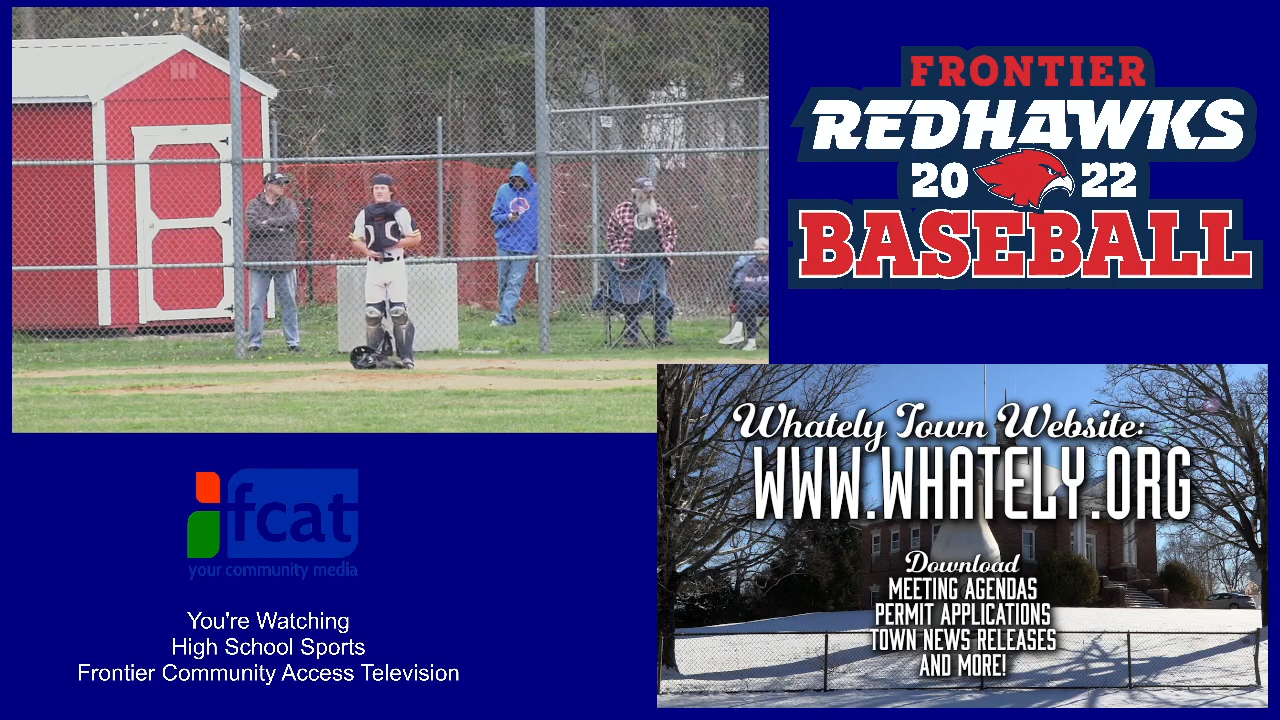 FRONTIER
REDHAWKS
20 22
BASEBALL
Whately Town Website:
WWW.WHATELY.ORG
Download
MEETING AGENDAS
PERMIT APPLICATIONS
TOWN NEWS RELEASES
AND MORE!
fcat
your community media
You're Watching
High School Sports
Frontier Community Access Television